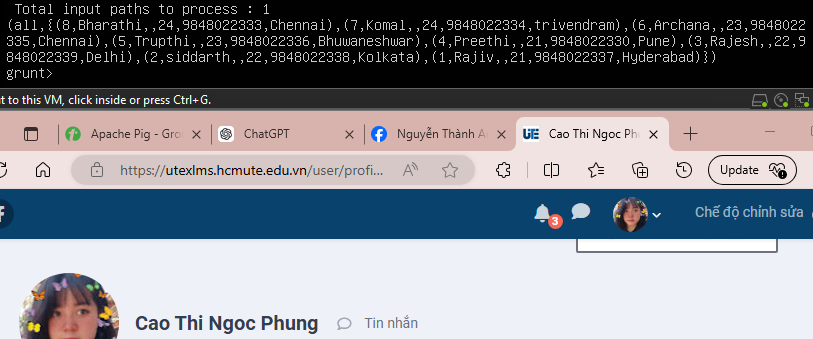 Total input paths to process : 1
(all,{(8,Bharathi,,24,9848022333,Chennai),(7,Komal,,24,9848022334,trivendram),(6,Archana,,23,9848022
335,Chennai),(5,Trupthi,,23,9848022336,Bhuwaneshwar),(4,Preethi,,21,9848022330,Pune),(3,Rajesh,,22,9
848022339,Delhi),(2,siddarth,,22,9848022338,Kolkata),(1,Rajiv,,21,9848022337,Hyderabad)})
grunt>
ut to this VM, click inside or press Ctrl+G.
Apache Pig - Gro ChatGPT Nguyễn Thành A Cao Thi Ngoc Phu
https://utexlms.hcmute.edu.vn/user/profi... Update
3 Chế độ chỉnh sửa
Cao Thi Ngoc Phung Tin nhắn